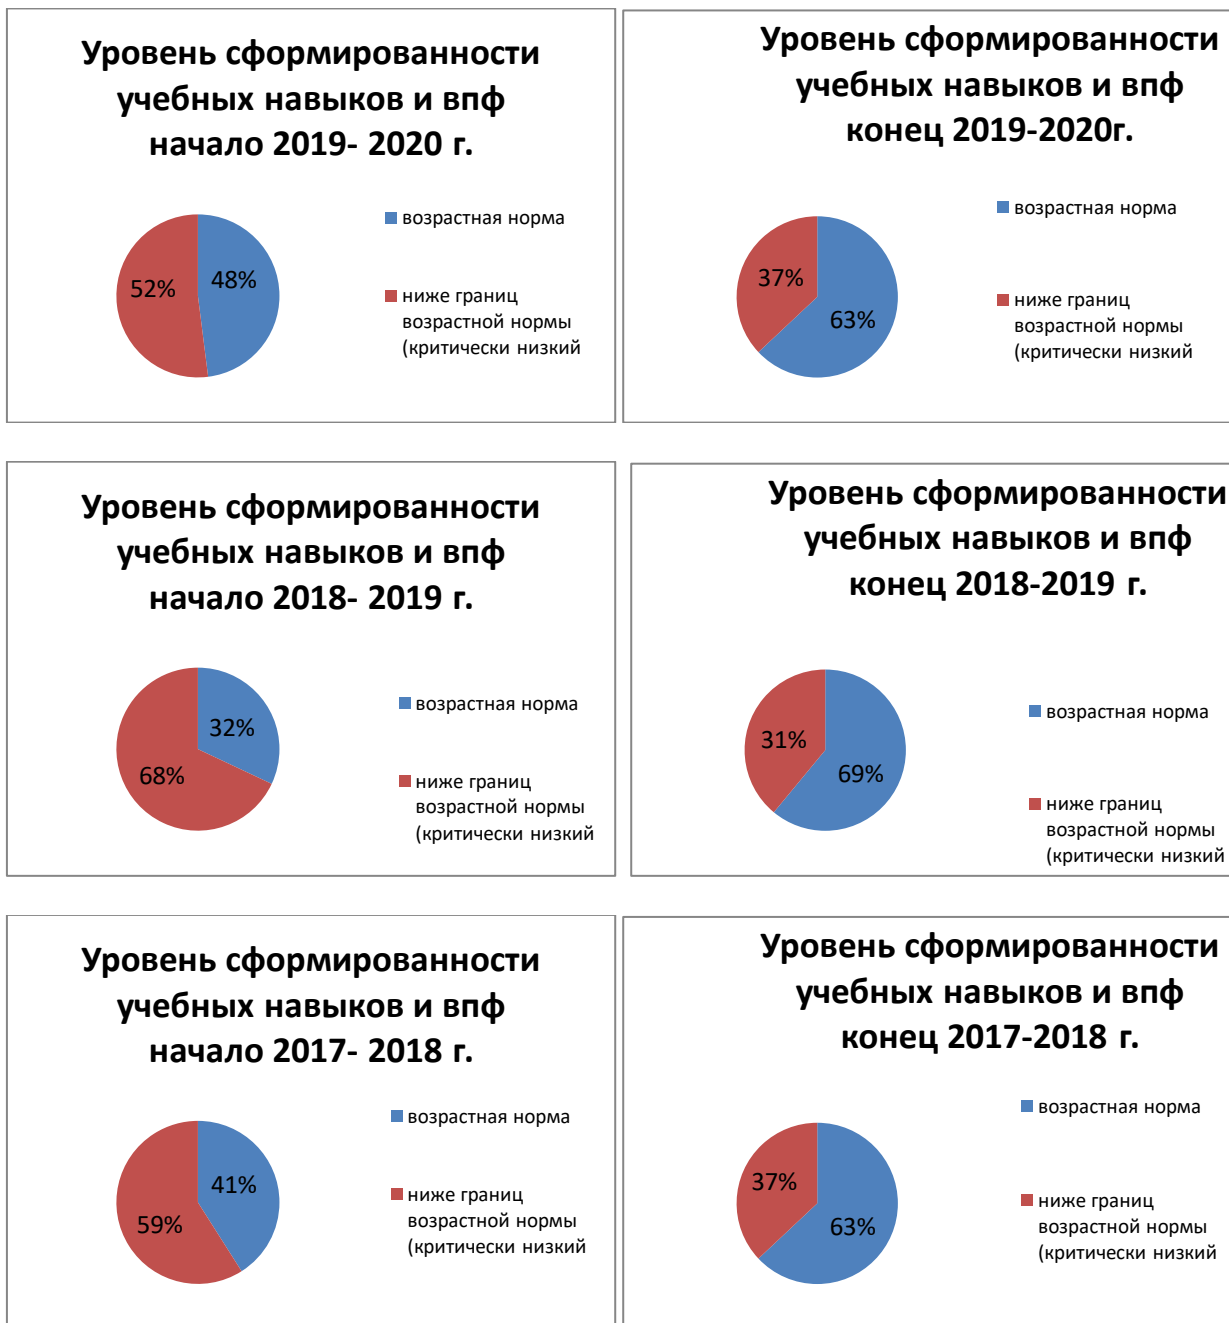 Уровень сформированности
учебных навыков и впф
начало 2019- 2020 г.
52%
48%
возрастная норма
ниже границ
возрастной нормы
(критически низкий
Уровень сформированности
учебных навыков и впф
конец 2019-2020г.
37%
63%
возрастная норма
ниже границ
возрастной нормы
(критически низкий
Уровень сформированности
учебных навыков и впф
начало 2018- 2019 г.
32%
68%
возрастная норма
ниже границ
возрастной нормы
(критически низкий
Уровень сформированности
учебных навыков и впф
конец 2018-2019 г.
31%
69%
возрастная норма
ниже границ
возрастной нормы
(критически низкий
Уровень сформированности
учебных навыков и впф
начало 2017- 2018 г.
41%
59%
возрастная норма
ниже границ
возрастной нормы
(критически низкий
Уровень сформированности
учебных навыков и впф
конец 2017-2018 г.
37%
63%
возрастная норма
ниже границ
возрастной нормы
(критически низкий